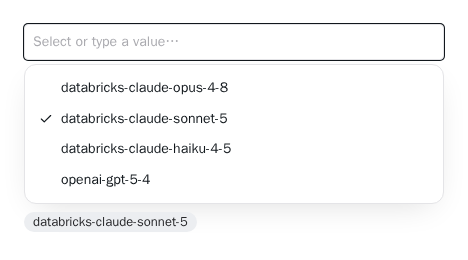 Select or type a value···
databricks-claude-opus-4-8
databricks-claude-sonnet-5
databricks-claude-haiku-4-5
openai-gpt-5-4
databricks-claude-sonnet-5